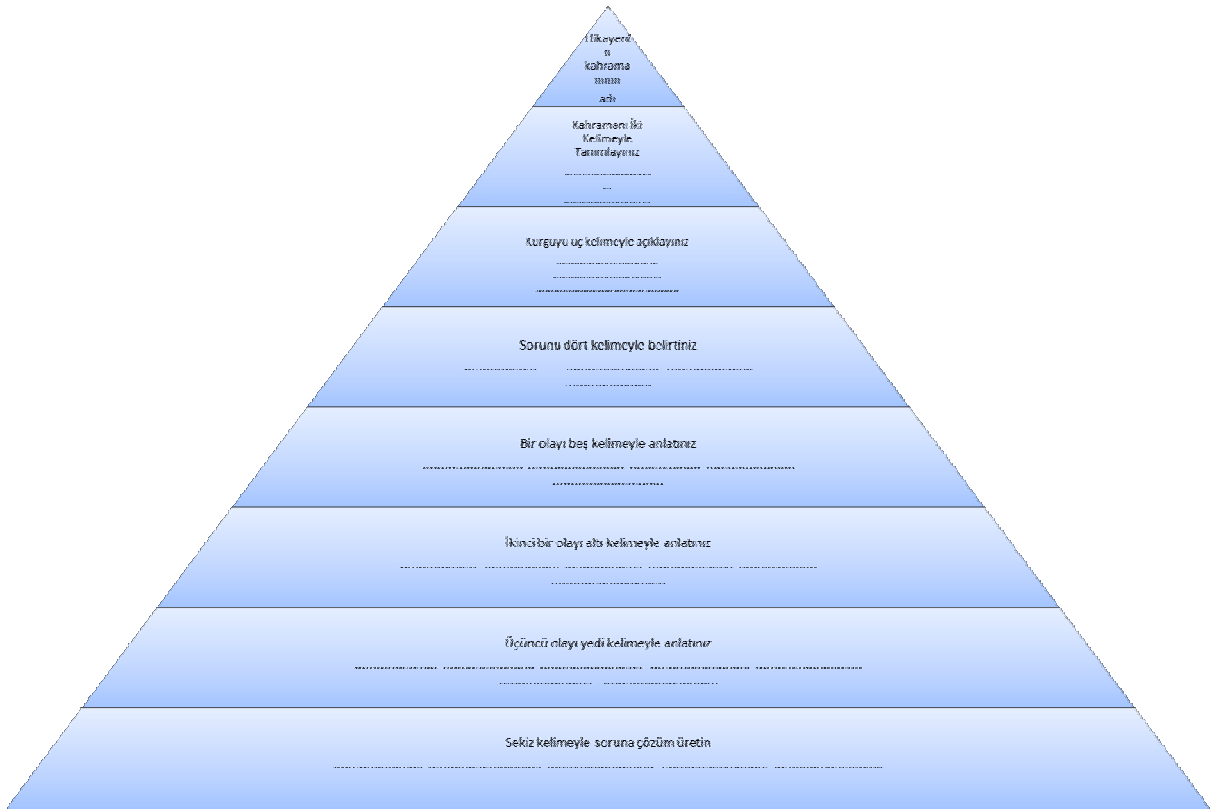 Hikayede
n
kahrama
nının
adı
Kahramanı İki
Kelimeyle
Tanımlayınız
Kurguyu üç kelimeyle açıklayınız
Sorunu dört kelimeyle belirtiniz
Bir olayı beş kelimeyle anlatınız
İkinci bir olayı altı kelimeyle anlatınız
Üçüncü olayı yedi kelimeyle anlatınız
Sekiz kelimeyle soruna çözüm üretin